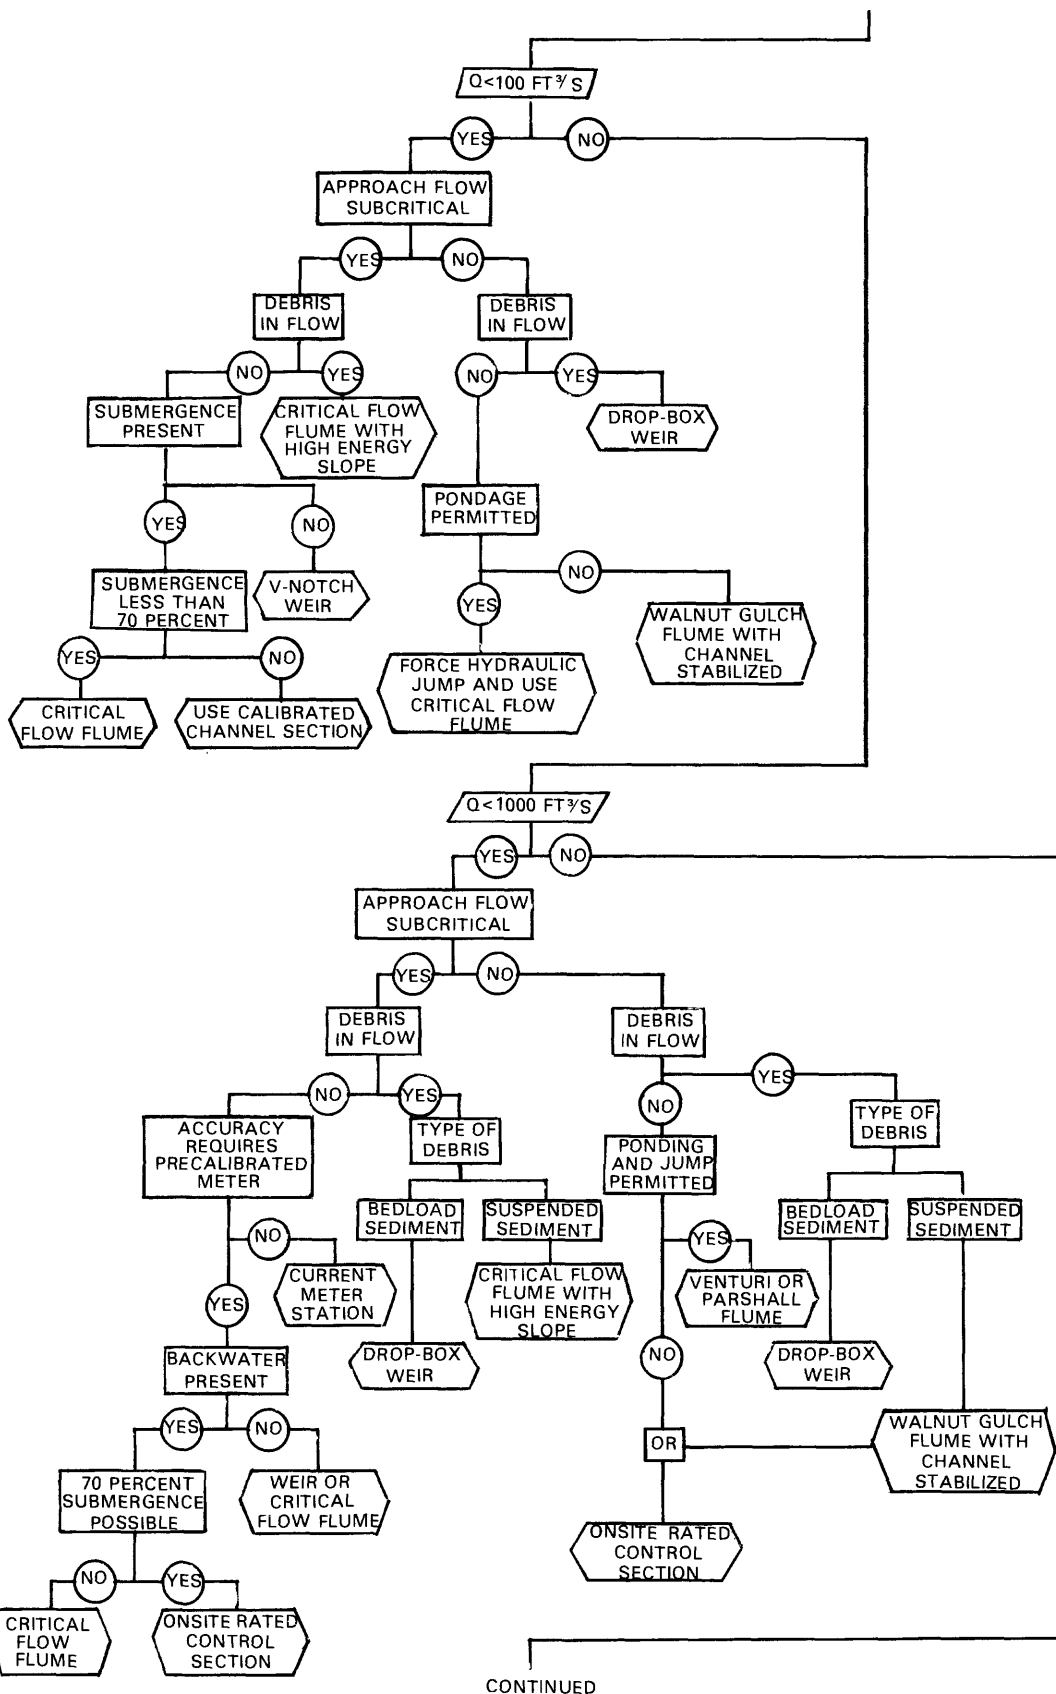 Q<100 FT³/S
YES
NO
APPROACH FLOW
SUBCRITICAL
YES
NO
DEBRIS
IN FLOW
DEBRIS
IN FLOW
NO
YES
NO
YES
SUBMERGENCE
PRESENT
CRITICAL FLOW
FLUME WITH
HIGH ENERGY
SLOPE
DROP-BOX
WEIR
PONDAGE
PERMITTED
YES
NO
NO
SUBMERGENCE
LESS THAN
70 PERCENT
V-NOTCH
WEIR
YES
WALNUT GULCH
FLUME WITH
CHANNEL
STABILIZED
YES
NO
FORCE HYDRAULIC
JUMP AND USE
CRITICAL FLOW
FLUME
CRITICAL
FLOW FLUME
USE CALIBRATED
CHANNEL SECTION
Q<1000 FT³/S
YES
NO
APPROACH FLOW
SUBCRITICAL
YES
NO
DEBRIS
IN FLOW
DEBRIS
IN FLOW
NO
YES
NO
YES
ACCURACY
REQUIRES
PRECALIBRATED
METER
TYPE OF
DEBRIS
PONDING
AND JUMP
PERMITTED
TYPE OF
DEBRIS
BEDLOAD
SEDIMENT
SUSPENDED
SEDIMENT
BEDLOAD
SEDIMENT
SUSPENDED
SEDIMENT
NO
YES
CURRENT
METER
STATION
CRITICAL FLOW
FLUME WITH
HIGH ENERGY
SLOPE
VENTURI OR
PARSHALL
FLUME
YES
BACKWATER
PRESENT
DROP-BOX
WEIR
NO
DROP-BOX
WEIR
YES
NO
OR
WALNUT GULCH
FLUME WITH
CHANNEL
STABILIZED
70 PERCENT
SUBMERGENCE
POSSIBLE
WEIR OR
CRITICAL
FLOW FLUME
ONSITE RATED
CONTROL
SECTION
NO
YES
CRITICAL
FLOW
FLUME
ONSITE RATED
CONTROL
SECTION
CONTINUED